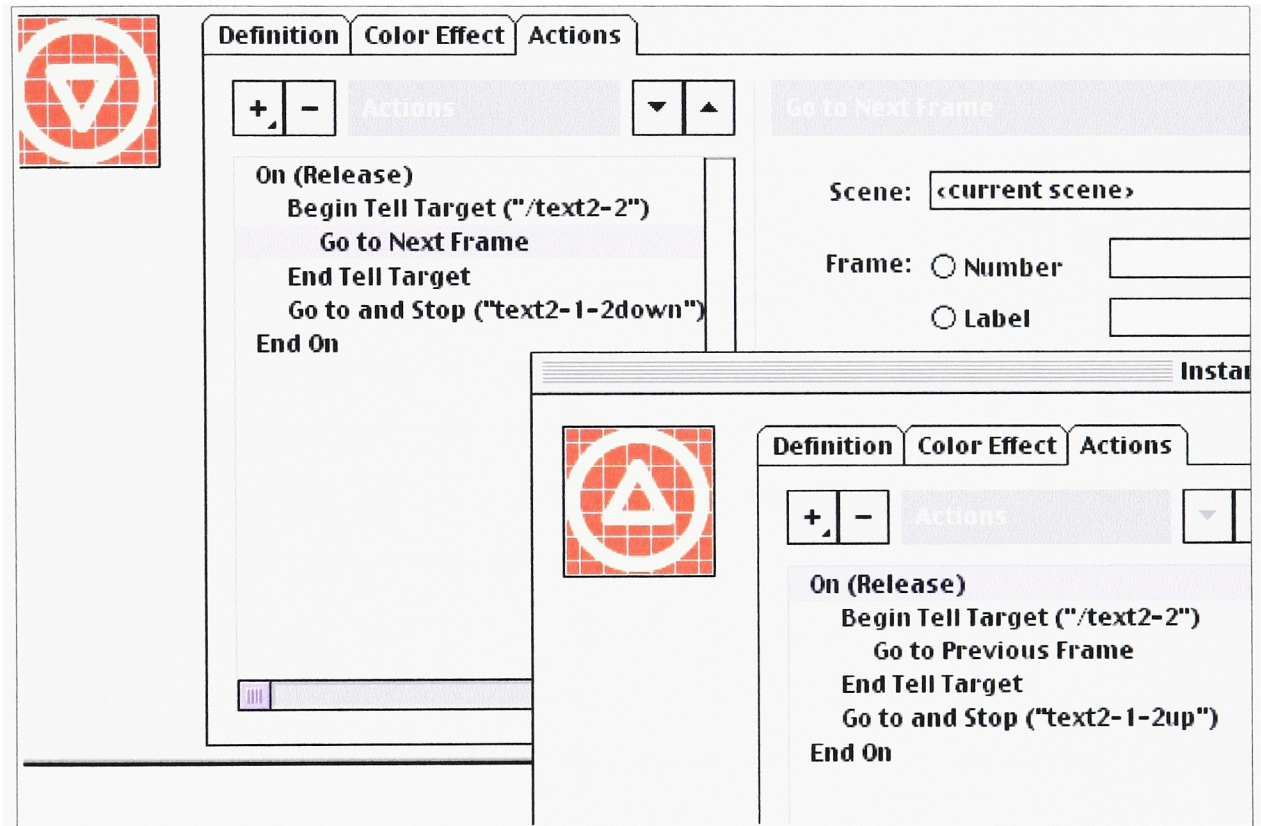 Definition Color Effect Actions
+ - Actions Go to Next Frame
On (Release)
Begin Tell Target ("/text2-2")
Go to Next Frame
End Tell Target
Go to and Stop ("text2-1-2down")
End On
Scene: <current scene>
Frame: Number
Label
Instan
Definition Color Effect Actions
+ - Actions
On (Release)
Begin Tell Target ("/text2-2")
Go to Previous Frame
End Tell Target
Go to and Stop ("text2-1-2up")
End On